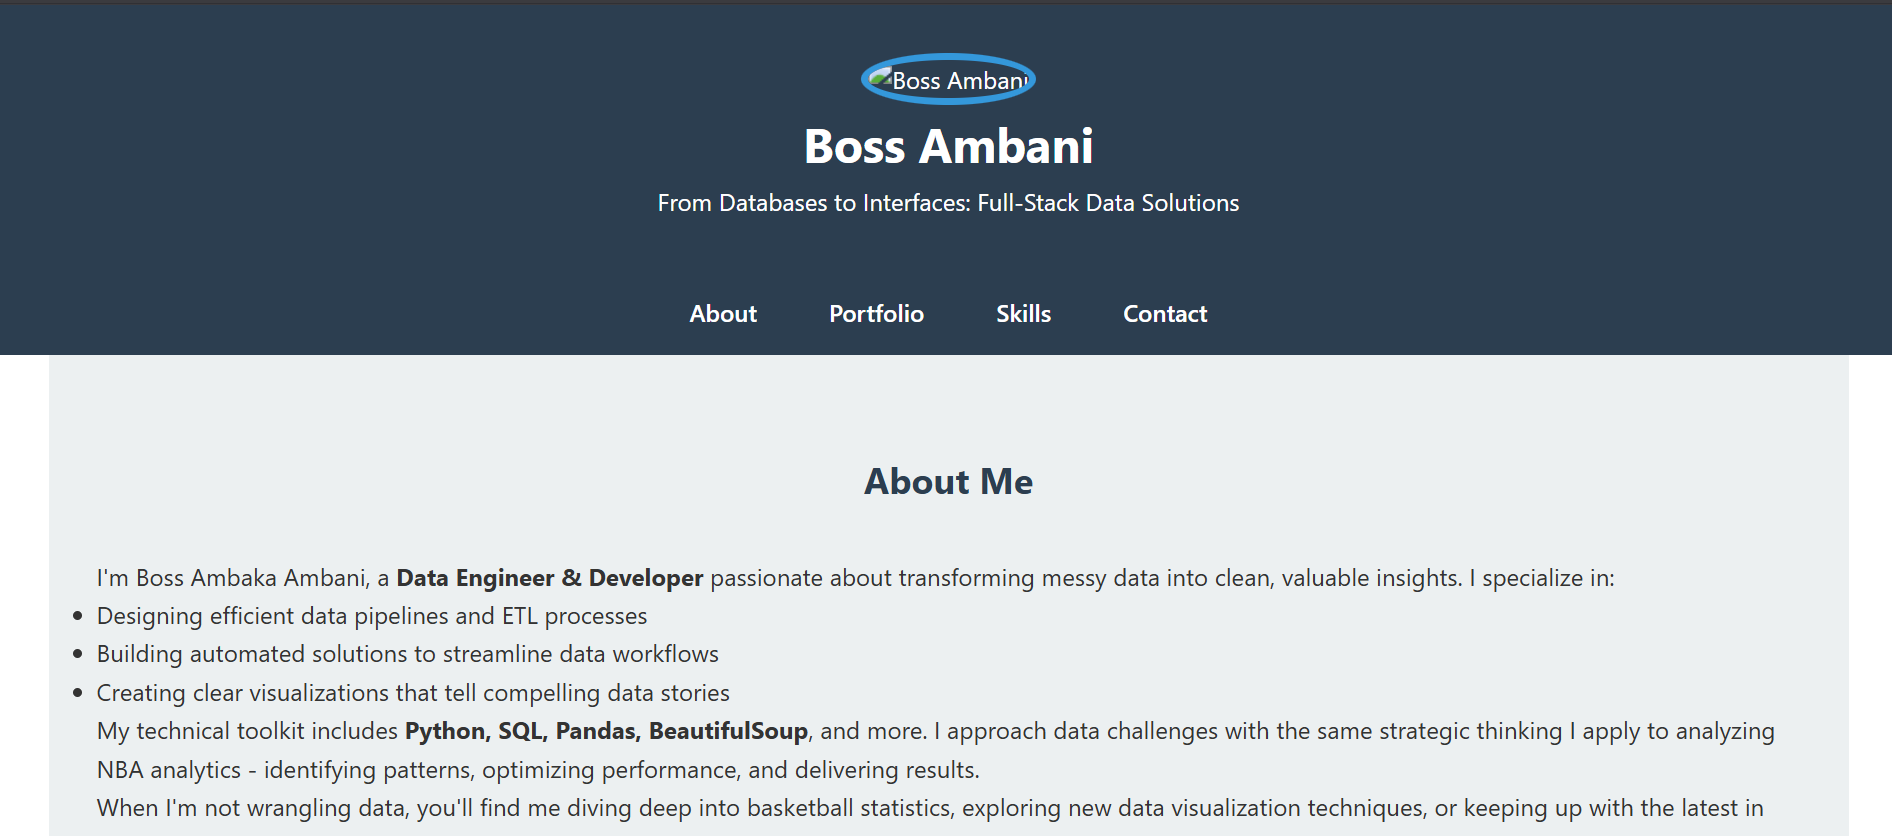 Boss Ambani
Boss Ambani
From Databases to Interfaces: Full-Stack Data Solutions
About Portfolio Skills Contact
About Me
I'm Boss Ambaka Ambani, a Data Engineer & Developer passionate about transforming messy data into clean, valuable insights. I specialize in:
Designing efficient data pipelines and ETL processes
Building automated solutions to streamline data workflows
Creating clear visualizations that tell compelling data stories
My technical toolkit includes Python, SQL, Pandas, BeautifulSoup, and more. I approach data challenges with the same strategic thinking I apply to analyzing
NBA analytics - identifying patterns, optimizing performance, and delivering results.
When I'm not wrangling data, you'll find me diving deep into basketball statistics, exploring new data visualization techniques, or keeping up with the latest in